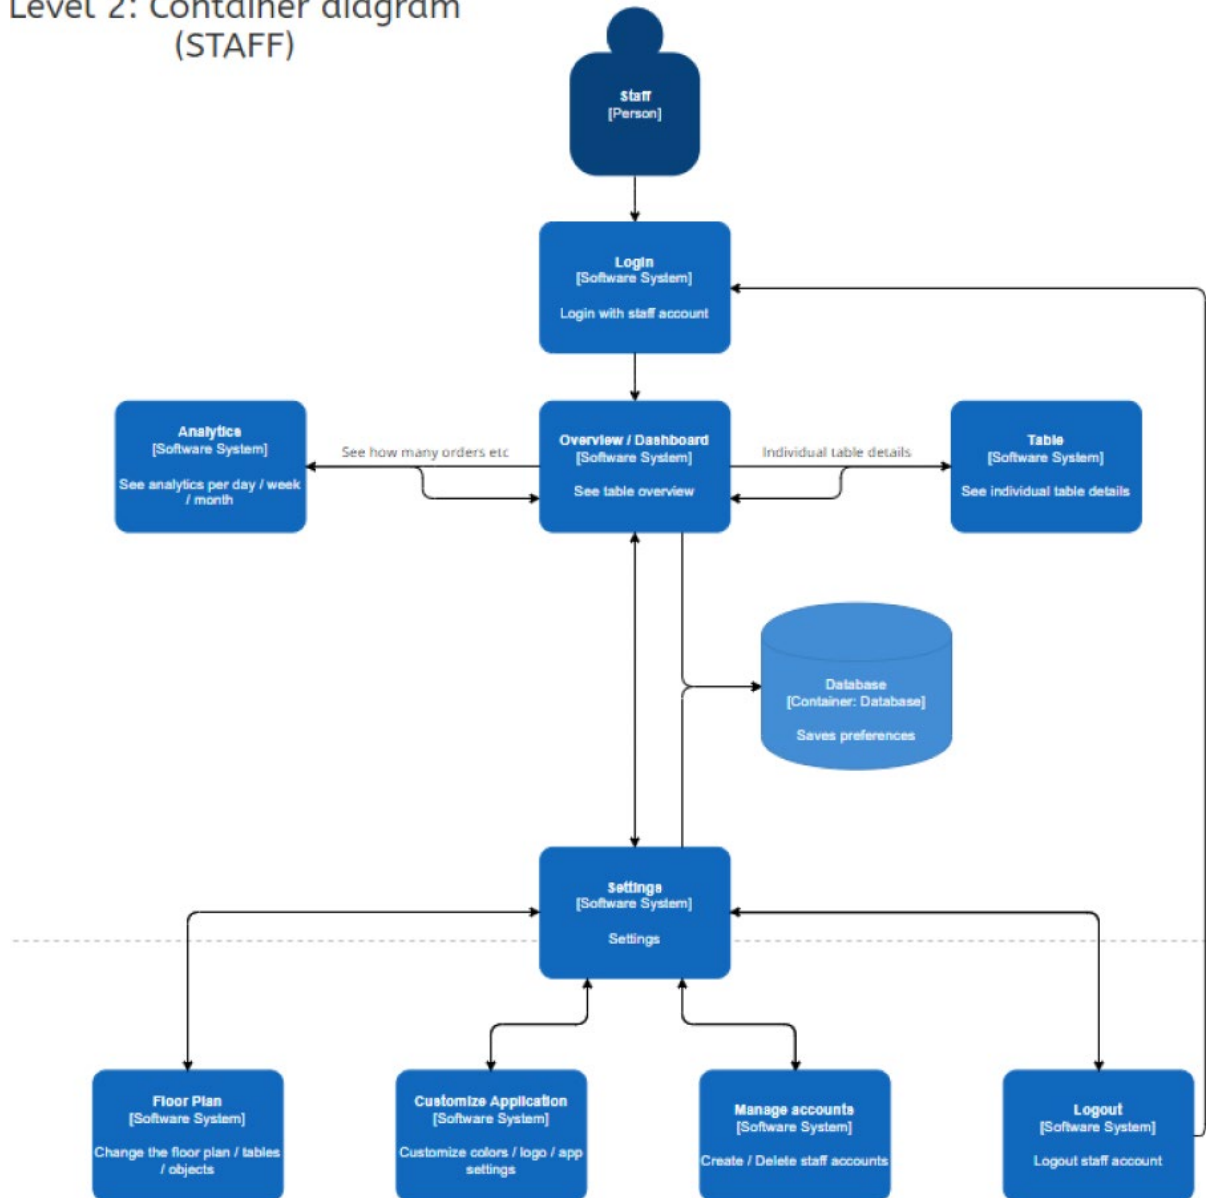 Level 2: Container diagram
(STAFF)
Staff
[Person]
Login
[Software System]
Login with staff account
Analytics
[Software System]
See analytics per day / week
/ month
See how many orders etc
Overview / Dashboard
[Software System]
See table overview
Individual table details
Table
[Software System]
See individual table details
Database
[Container: Database]
Saves preferences
Settings
[Software System]
Settings
Floor Plan
[Software System]
Change the floor plan / tables
/ objects
Customize Application
[Software System]
Customize colors / logo / app
settings
Manage accounts
[Software System]
Create / Delete staff accounts
Logout
[Software System]
Logout staff account